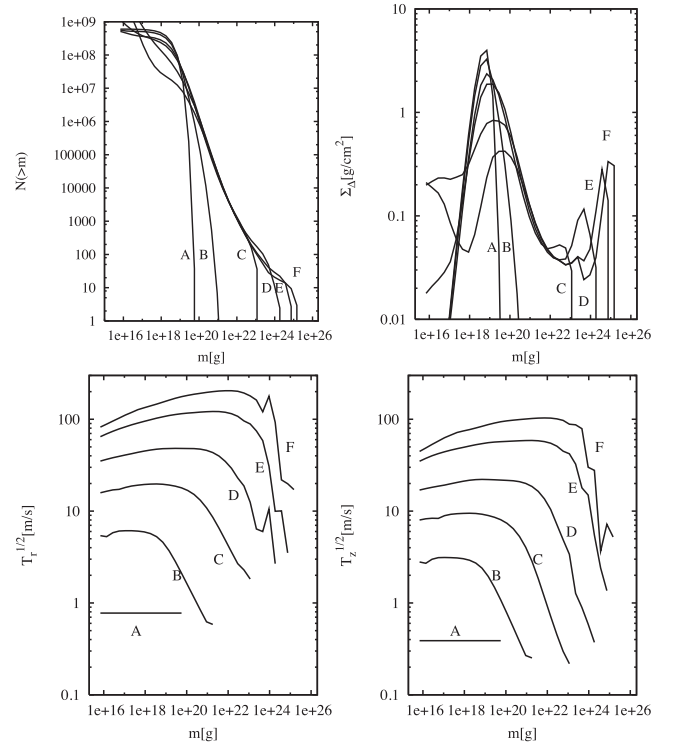 1e+09
1e+08
1e+07
1e+06
100000
10000
1000
100
10
1
N(>m)
A B C D E F
1e+16 1e+18 1e+20 1e+22 1e+24 1e+26
m[g]
10
1
0.1
0.01
Σ_Δ[g/cm²]
F
E
A B
C
D
1e+16 1e+18 1e+20 1e+22 1e+24 1e+26
m[g]
100
10
1
0.1
T_r^1/2[m/s]
F
E
D
C
B
A
1e+16 1e+18 1e+20 1e+22 1e+24 1e+26
m[g]
100
10
1
0.1
T_z^1/2[m/s]
F
E
D
C
B
A
1e+16 1e+18 1e+20 1e+22 1e+24 1e+26
m[g]